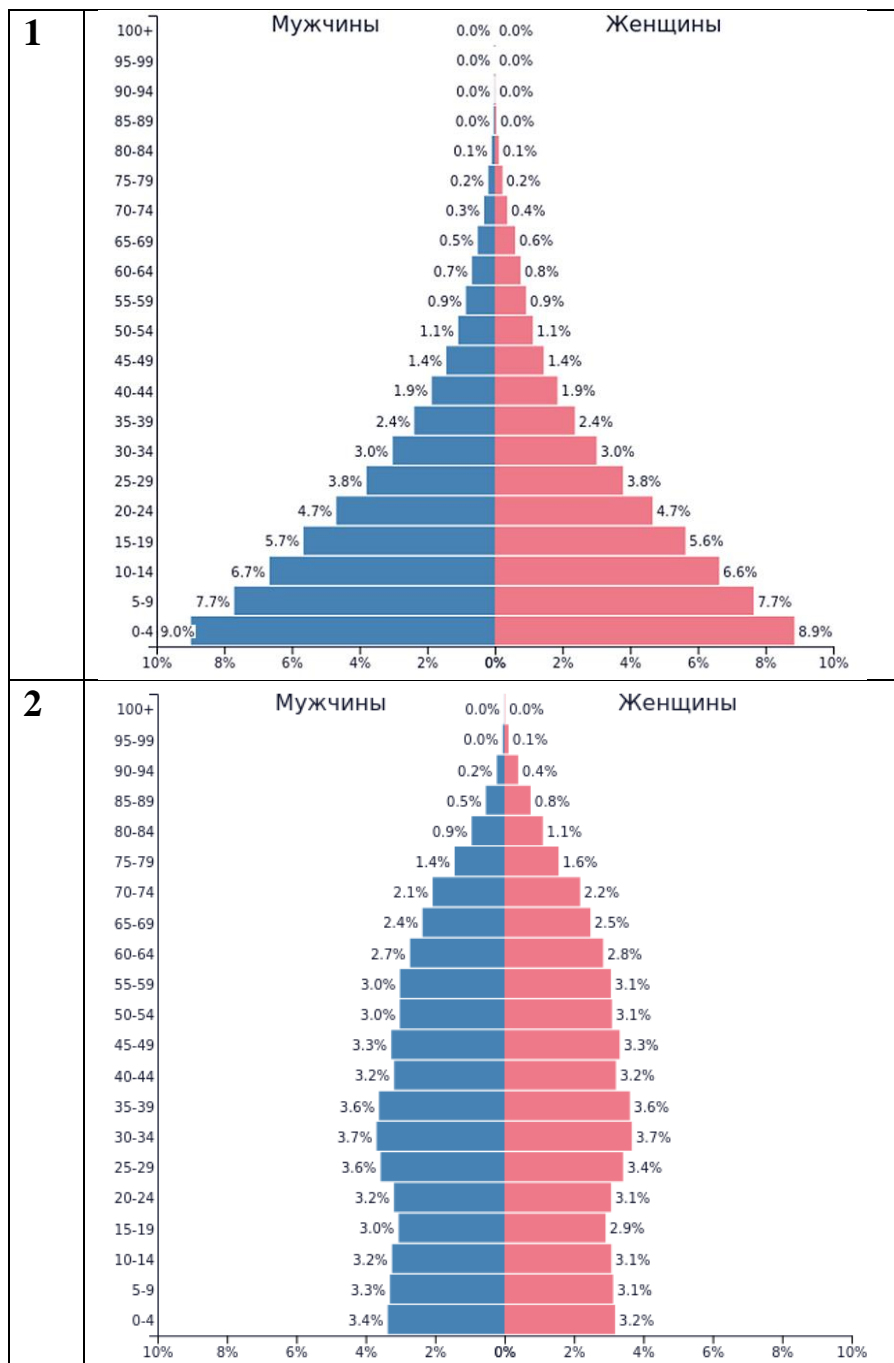 1
Мужчины Женщины
100+ 0.0% 0.0%
95-99 0.0% 0.0%
90-94 0.0% 0.0%
85-89 0.0% 0.0%
80-84 0.1% 0.1%
75-79 0.2% 0.2%
70-74 0.3% 0.4%
65-69 0.5% 0.6%
60-64 0.7% 0.8%
55-59 0.9% 0.9%
50-54 1.1% 1.1%
45-49 1.4% 1.4%
40-44 1.9% 1.9%
35-39 2.4% 2.4%
30-34 3.0% 3.0%
25-29 3.8% 3.8%
20-24 4.7% 4.7%
15-19 5.7% 5.6%
10-14 6.7% 6.6%
5-9 7.7% 7.7%
0-4 9.0% 8.9%
10% 8% 6% 4% 2% 0% 2% 4% 6% 8% 10%
2
Мужчины Женщины
100+ 0.0% 0.0%
95-99 0.0% 0.1%
90-94 0.2% 0.4%
85-89 0.5% 0.8%
80-84 0.9% 1.1%
75-79 1.4% 1.6%
70-74 2.1% 2.2%
65-69 2.4% 2.5%
60-64 2.7% 2.8%
55-59 3.0% 3.1%
50-54 3.0% 3.1%
45-49 3.3% 3.3%
40-44 3.2% 3.2%
35-39 3.6% 3.6%
30-34 3.7% 3.7%
25-29 3.6% 3.4%
20-24 3.2% 3.1%
15-19 3.0% 2.9%
10-14 3.2% 3.1%
5-9 3.3% 3.1%
0-4 3.4% 3.2%
10% 8% 6% 4% 2% 0% 2% 4% 6% 8% 10%